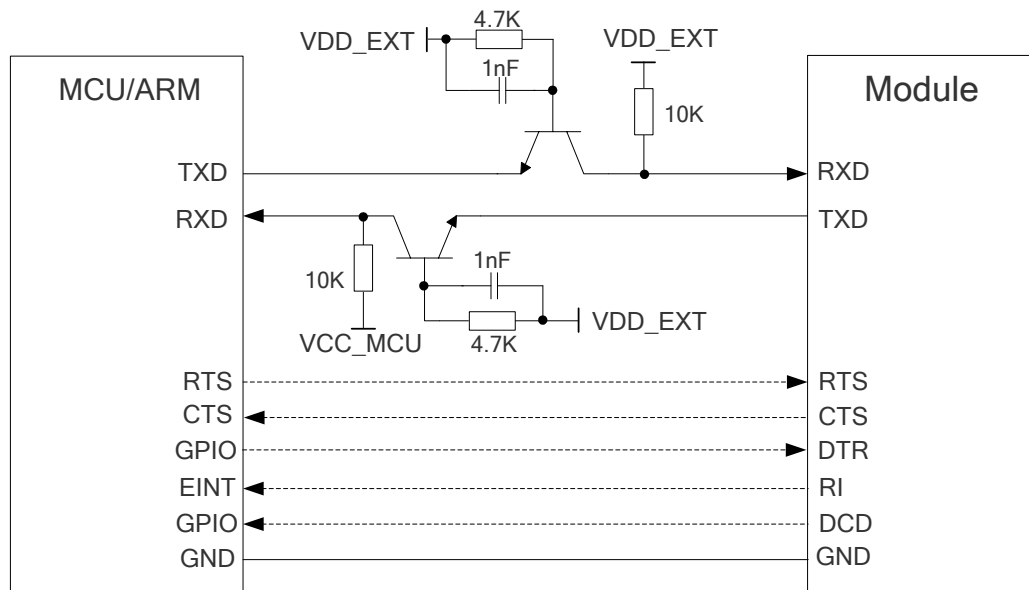 4.7K
VDD_EXT
VDD_EXT
1nF
MCU/ARM
Module
10K
TXD
RXD
RXD
TXD
1nF
10K
VDD_EXT
VCC_MCU
4.7K
RTS
RTS
CTS
CTS
GPIO
DTR
EINT
RI
GPIO
DCD
GND
GND